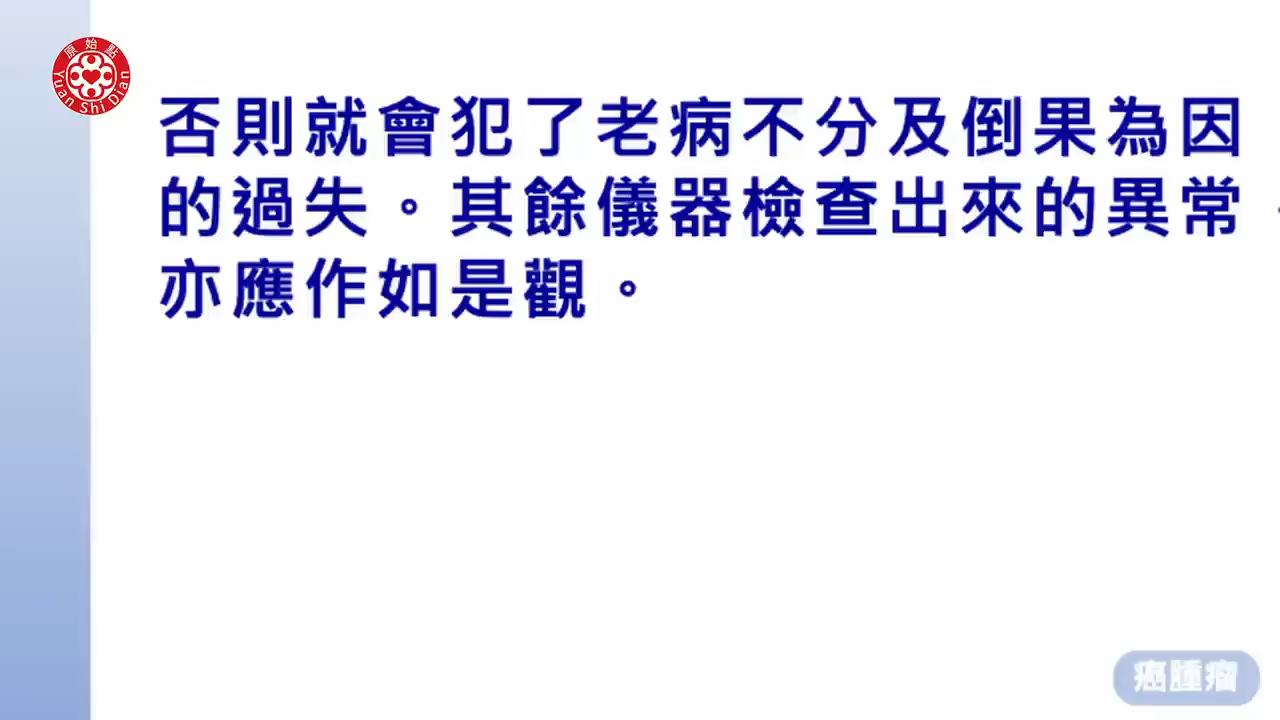 原始點
Yuan Shi Dian
否則就會犯了老病不分及倒果為因
的過失。其餘儀器檢查出來的異常，
亦應作如是觀。
癌腫瘤